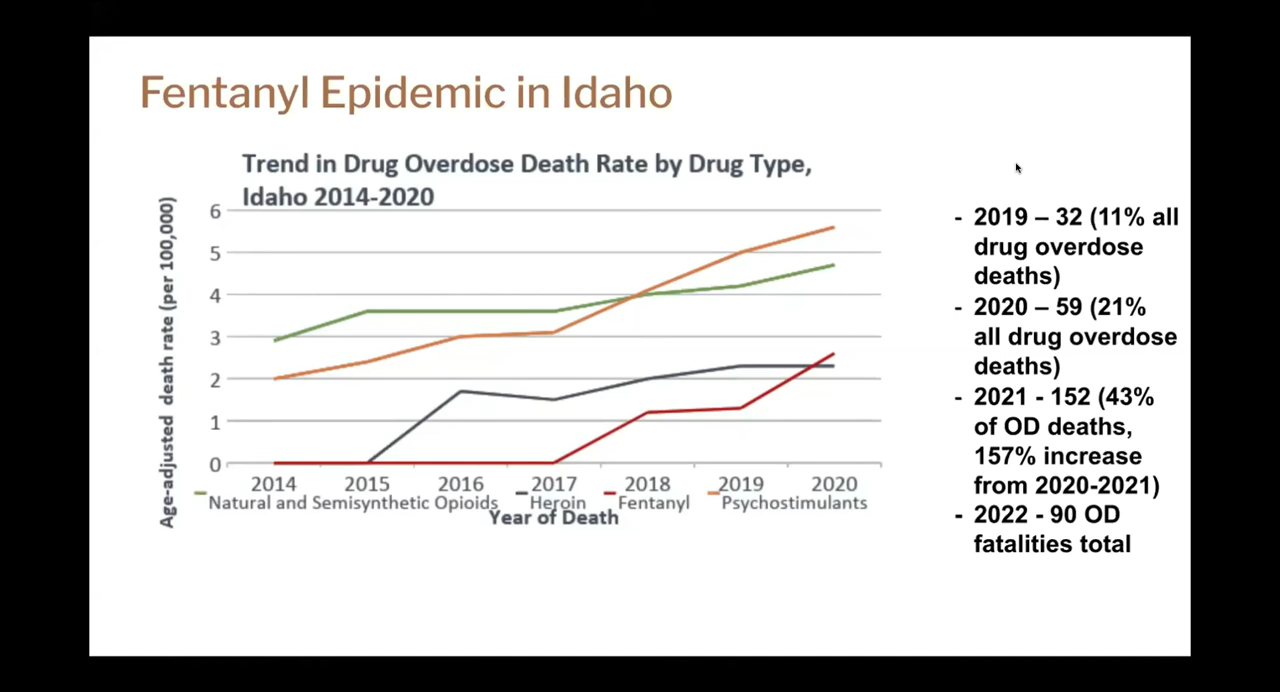 Fentanyl Epidemic in Idaho
Trend in Drug Overdose Death Rate by Drug Type,
Idaho 2014-2020
Age-adjusted death rate (per 100,000)
6
5
4
3
2
1
0
2014 2015 2016 2017 2018 2019 2020
Natural and Semisynthetic Opioids Heroin Fentanyl Psychostimulants
Year of Death
- 2019 – 32 (11% all
drug overdose
deaths)
- 2020 – 59 (21%
all drug overdose
deaths)
- 2021 - 152 (43%
of OD deaths,
157% increase
from 2020-2021)
- 2022 - 90 OD
fatalities total